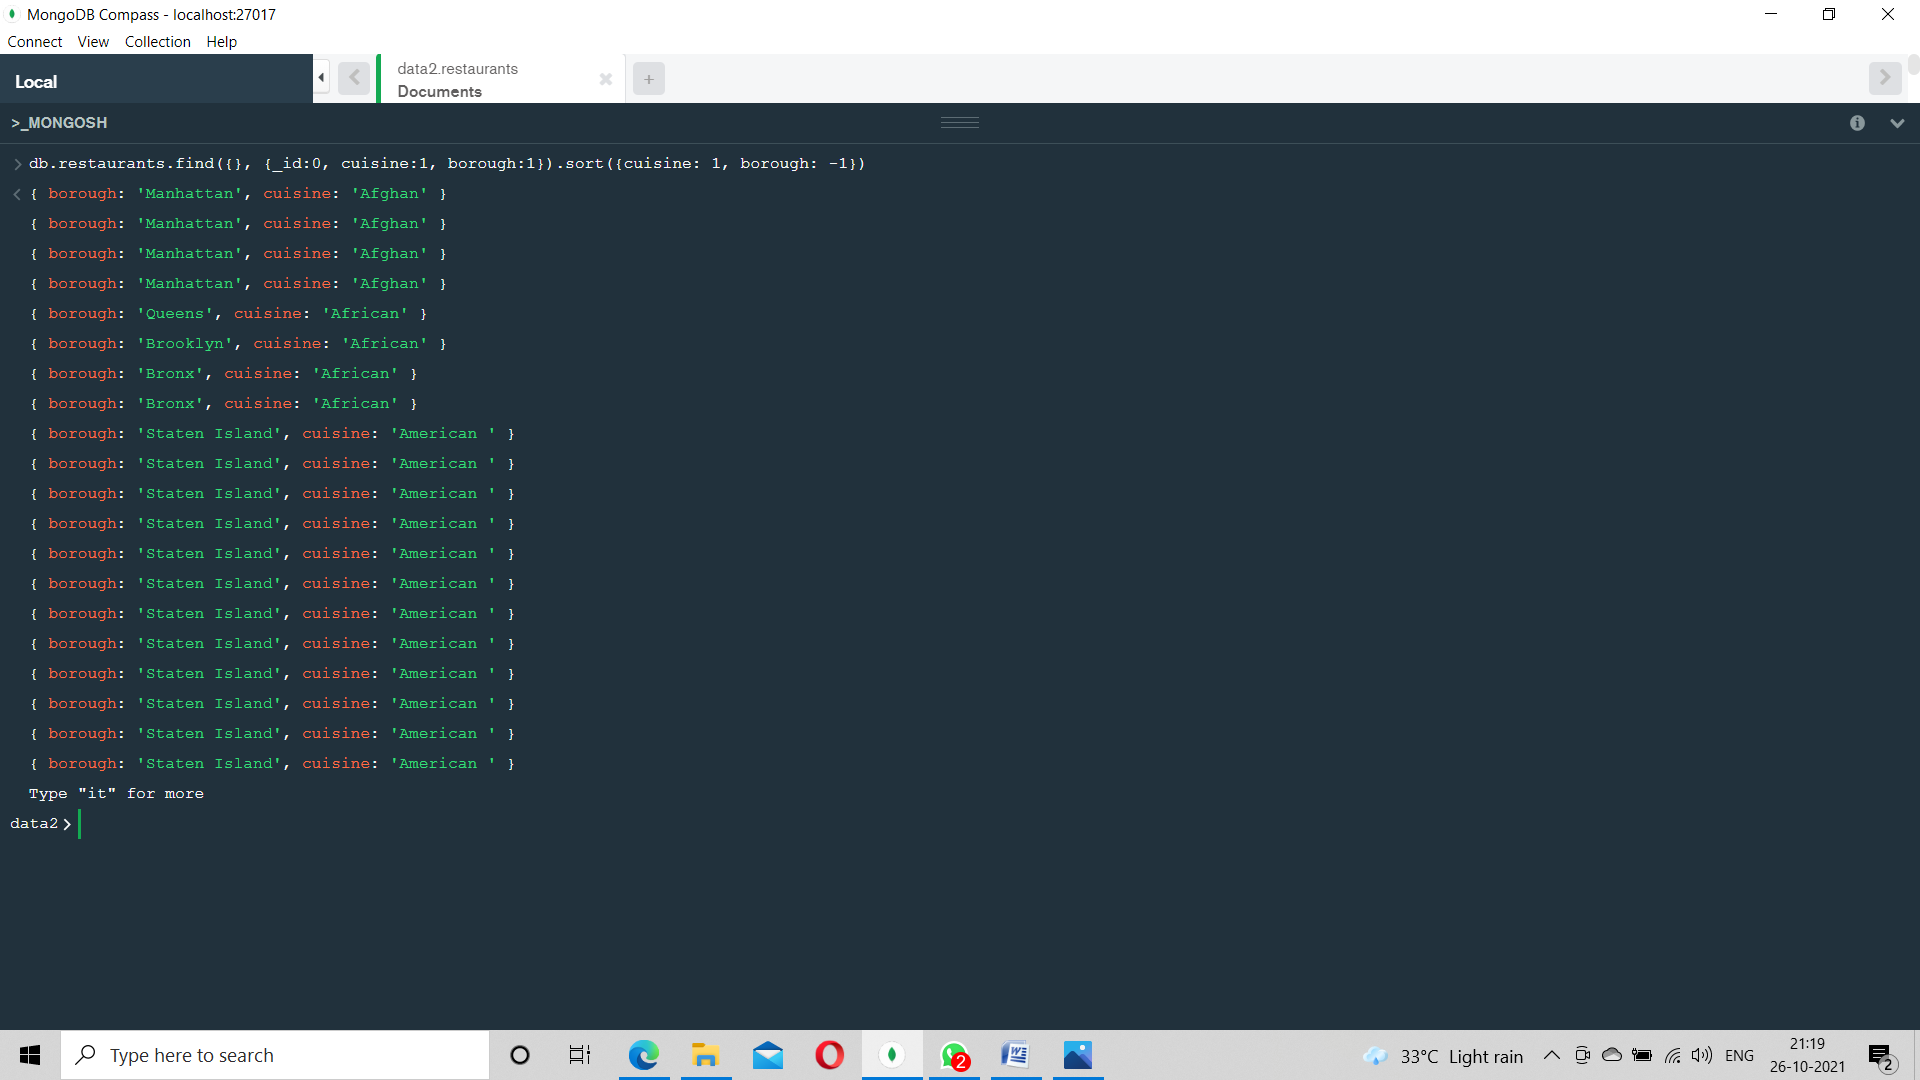 MongoDB Compass - localhost:27017
Connect View Collection Help
Local
data2.restaurants
Documents
>_MONGOSH
db.restaurants.find({}, {_id:0, cuisine:1, borough:1}).sort({cuisine: 1, borough: -1})
{ borough: 'Manhattan', cuisine: 'Afghan' }
{ borough: 'Manhattan', cuisine: 'Afghan' }
{ borough: 'Manhattan', cuisine: 'Afghan' }
{ borough: 'Manhattan', cuisine: 'Afghan' }
{ borough: 'Queens', cuisine: 'African' }
{ borough: 'Brooklyn', cuisine: 'African' }
{ borough: 'Bronx', cuisine: 'African' }
{ borough: 'Bronx', cuisine: 'African' }
{ borough: 'Staten Island', cuisine: 'American ' }
{ borough: 'Staten Island', cuisine: 'American ' }
{ borough: 'Staten Island', cuisine: 'American ' }
{ borough: 'Staten Island', cuisine: 'American ' }
{ borough: 'Staten Island', cuisine: 'American ' }
{ borough: 'Staten Island', cuisine: 'American ' }
{ borough: 'Staten Island', cuisine: 'American ' }
{ borough: 'Staten Island', cuisine: 'American ' }
{ borough: 'Staten Island', cuisine: 'American ' }
{ borough: 'Staten Island', cuisine: 'American ' }
{ borough: 'Staten Island', cuisine: 'American ' }
{ borough: 'Staten Island', cuisine: 'American ' }
Type "it" for more
data2 >
Type here to search
2
33°C Light rain
ENG
21:19
26-10-2021
2